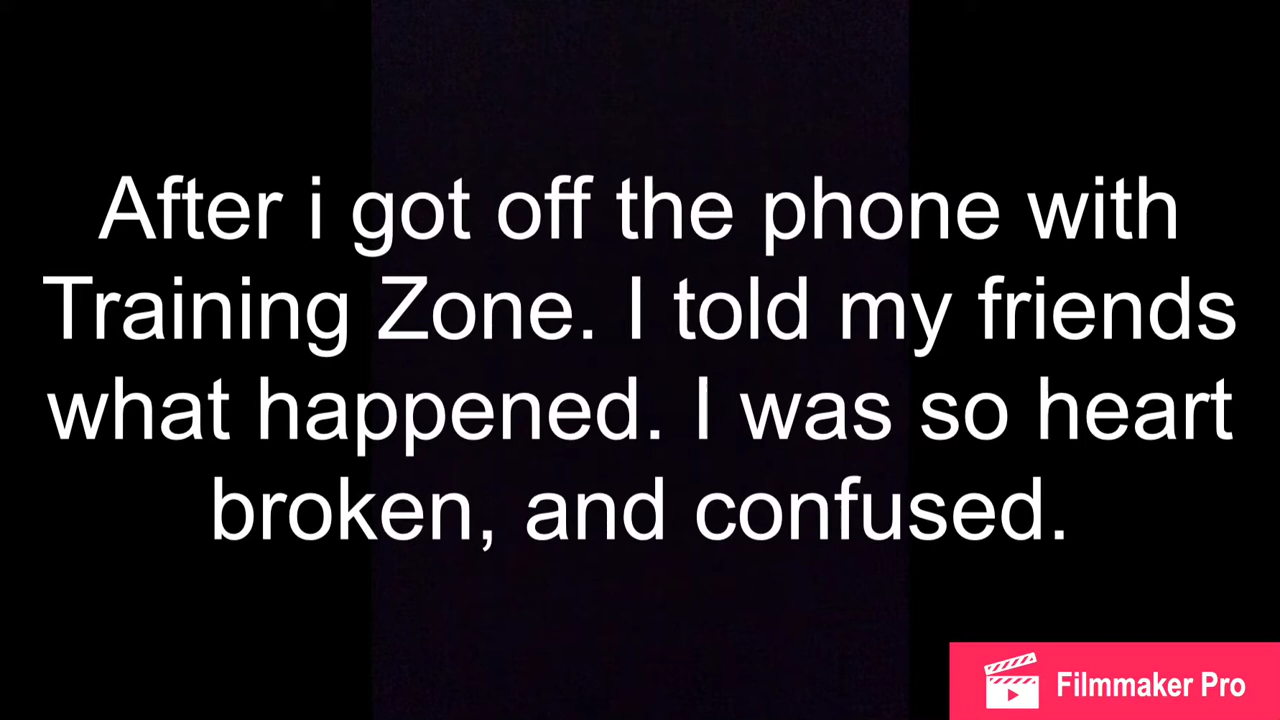 After i got off the phone with
Training Zone. I told my friends
what happened. I was so heart
broken, and confused.
Filmmaker Pro